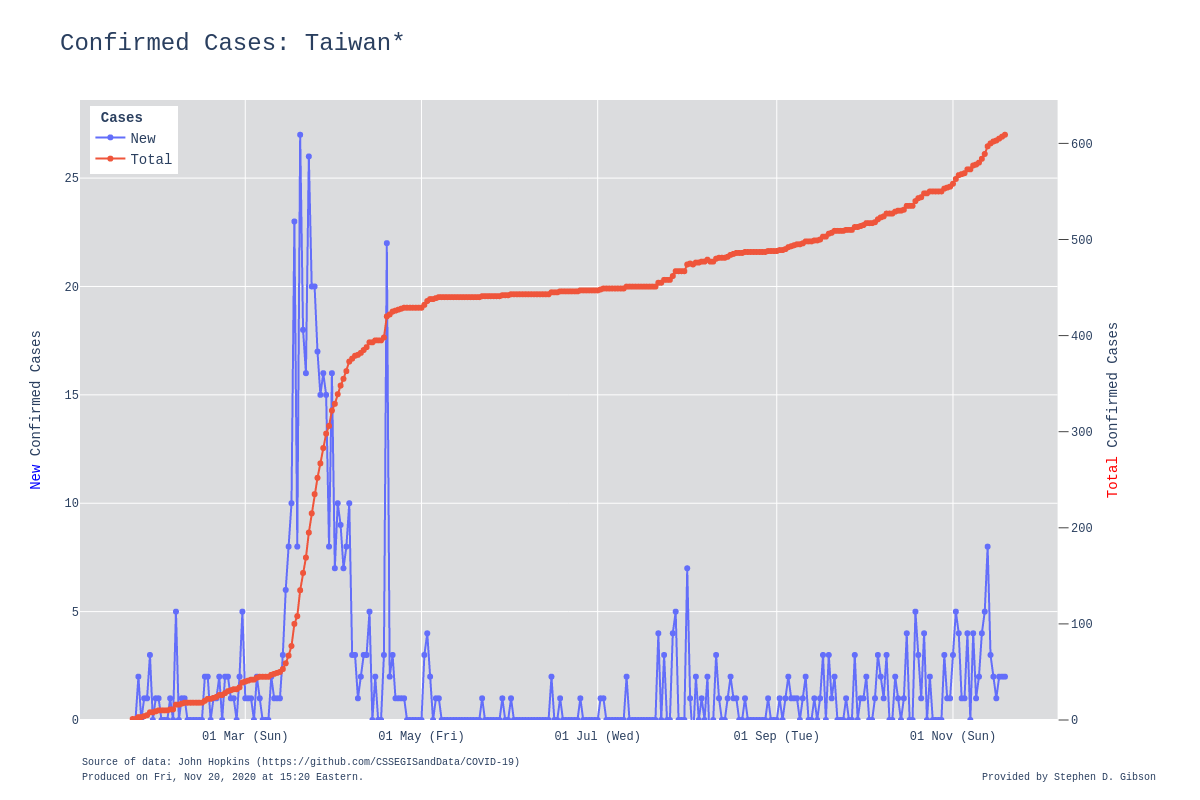 Confirmed Cases: Taiwan*
Cases
New
Total
25
20
15
10
5
0
600
500
400
300
200
100
0
New Confirmed Cases
Total Confirmed Cases
01 Mar (Sun)
01 May (Fri)
01 Jul (Wed)
01 Sep (Tue)
01 Nov (Sun)
Source of data: John Hopkins (https://github.com/CSSEGISandData/COVID-19)
Produced on Fri, Nov 20, 2020 at 15:20 Eastern.
Provided by Stephen D. Gibson